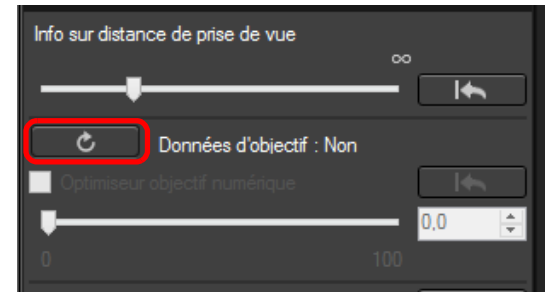 Info sur distance de prise de vue
∞
Données d'objectif : Non
Optimiseur objectif numérique
0,0
0 100